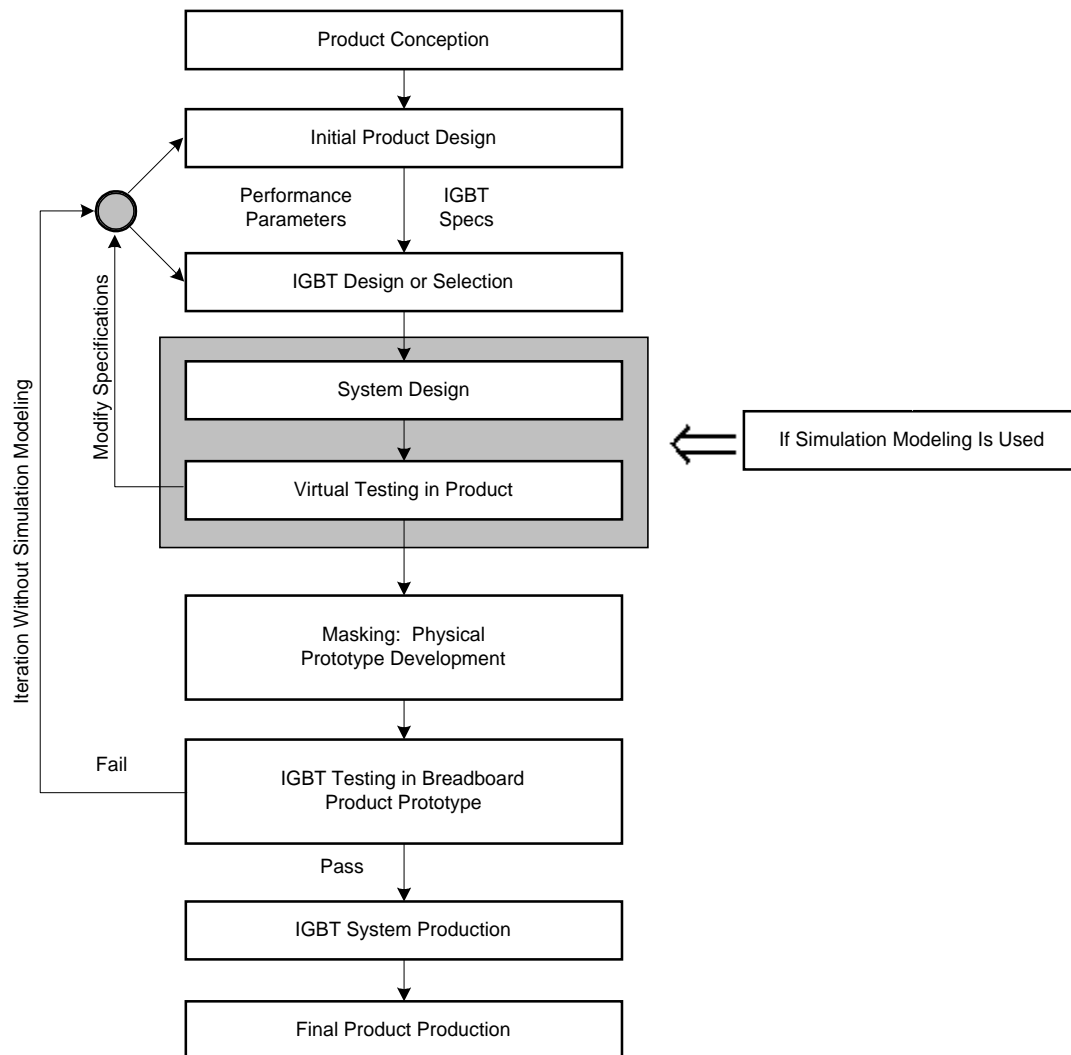 Product Conception
Initial Product Design
Performance
Parameters
IGBT
Specs
IGBT Design or Selection
Modify Specifications
System Design
If Simulation Modeling Is Used
Virtual Testing in Product
Iteration Without Simulation Modeling
Masking:  Physical
Prototype Development
Fail
IGBT Testing in Breadboard
Product Prototype
Pass
IGBT System Production
Final Product Production